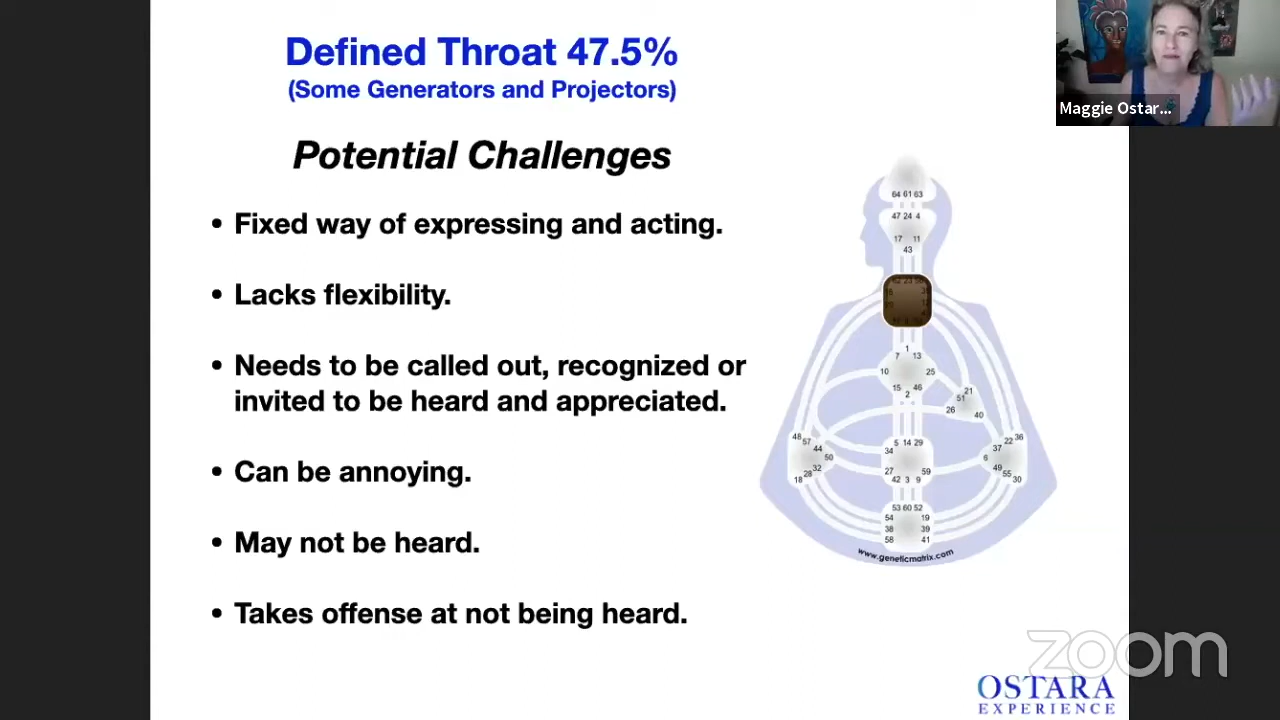 Defined Throat 47.5%
(Some Generators and Projectors)
Potential Challenges
• Fixed way of expressing and acting.
• Lacks flexibility.
• Needs to be called out, recognized or
invited to be heard and appreciated.
• Can be annoying.
• May not be heard.
• Takes offense at not being heard.
Maggie Ostar...
64 61 63
47 24 4
17 11
43
1
7 13
10 25
15 46
2
21
51
26 40
48
57
44
50
32
28
18
5 14 29
34
27 59
42 3 9
36
22
37
6
49
55
30
53 60 52
54 19
38 39
58 41
www.geneticmatrix.com
zoom
OSTARA
EXPERIENCE